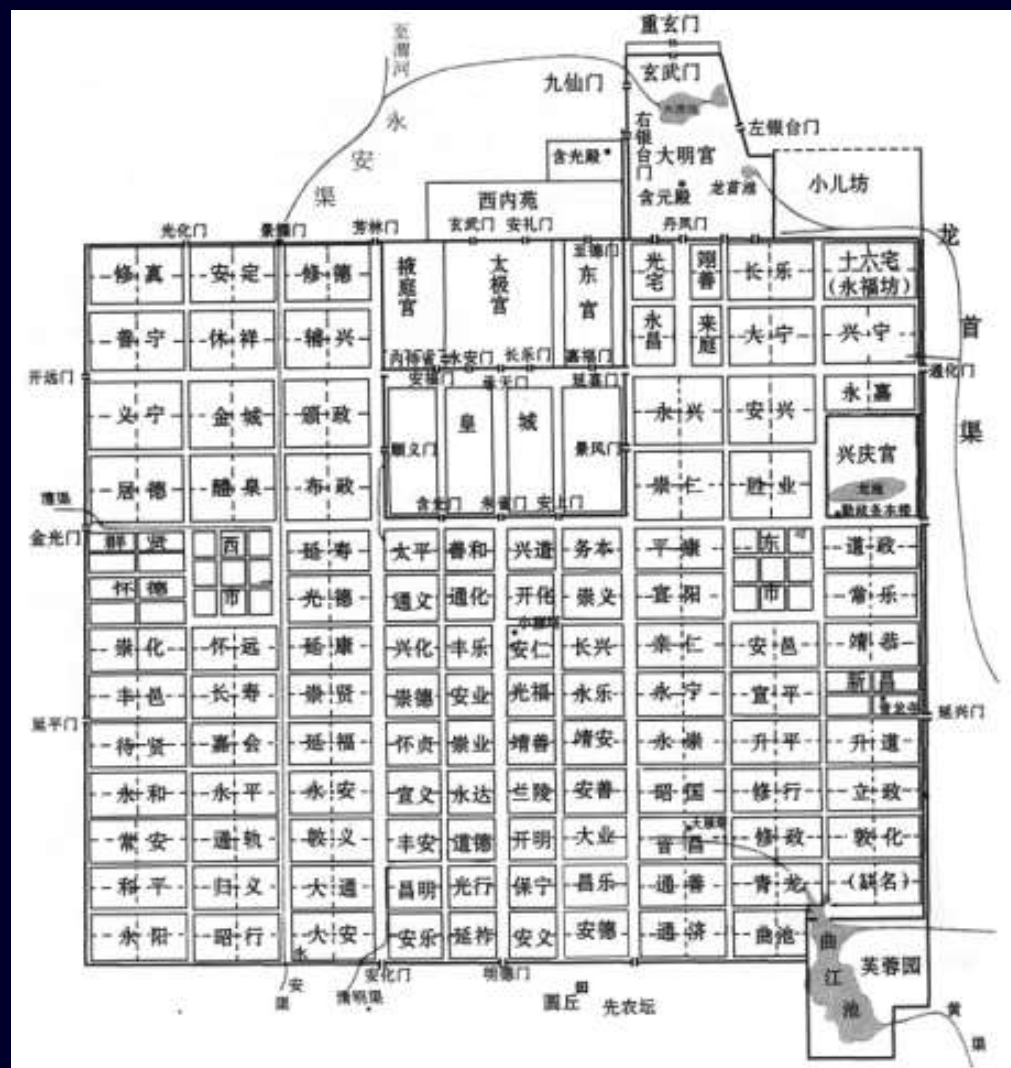 重玄门
至渭河
玄武门
九仙门
永安渠
右银台门
左银台门
含光殿
大明宫
西内苑
含元殿
龙首池
小儿坊
光化门
景耀门
芳林门
玄武门
安礼门
至德门
丹凤门
龙首渠
修真
安定
修德
掖庭宫
太极宫
东宫
光宅
翊善
长乐
十六宅
(永福坊)
普宁
休祥
辅兴
永昌
来庭
大宁
兴宁
永安门
长乐门
嘉福门
开远门
安福门
承天门
延喜门
通化门
义宁
金城
颁政
顺义门
皇城
景风门
永兴
安兴
永嘉
兴庆宫
居德
醴泉
布政
崇仁
胜业
龙池
勤政务本楼
含光门
朱雀门
安上门
金光门
群贤
西市
延寿
太平
善和
兴道
务本
平康
东市
道政
怀德
光德
通义
通化
开化
崇义
宣阳
常乐
崇化
怀远
延康
兴化
丰乐
安仁
长兴
亲仁
安邑
靖恭
丰邑
长寿
崇贤
崇德
安业
光福
永乐
永宁
宣平
新昌
青龙寺
延平门
延兴门
待贤
嘉会
延福
怀贞
崇业
靖善
靖安
永崇
升平
升道
永和
永平
永安
宣义
永达
兰陵
安善
昭国
修行
立政
常安
通轨
敦义
丰安
道德
开明
大业
晋昌
修政
敦化
和平
归义
大通
昌明
光行
保宁
昌乐
通善
青龙
(缺名)
永阳
昭行
大安
安乐
延祚
安义
安德
通济
曲池
曲江池
芙蓉园
永安渠
清明渠
安化门
明德门
圆丘
先农坛
黄渠